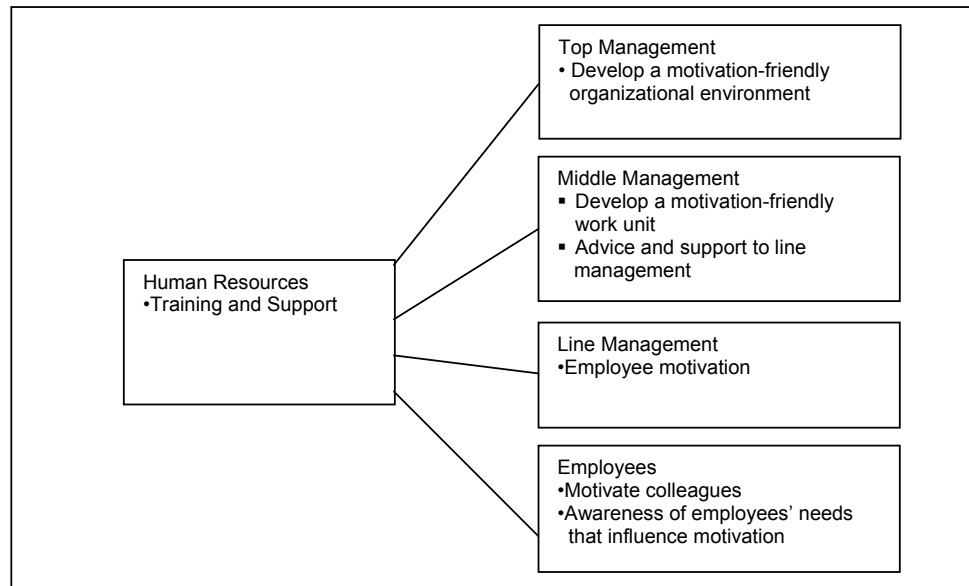 Human Resources
•Training and Support
Top Management
• Develop a motivation-friendly
organizational environment
Middle Management
▪ Develop a motivation-friendly
work unit
▪ Advice and support to line
management
Line Management
•Employee motivation
Employees
•Motivate colleagues
•Awareness of employees’ needs
that influence motivation